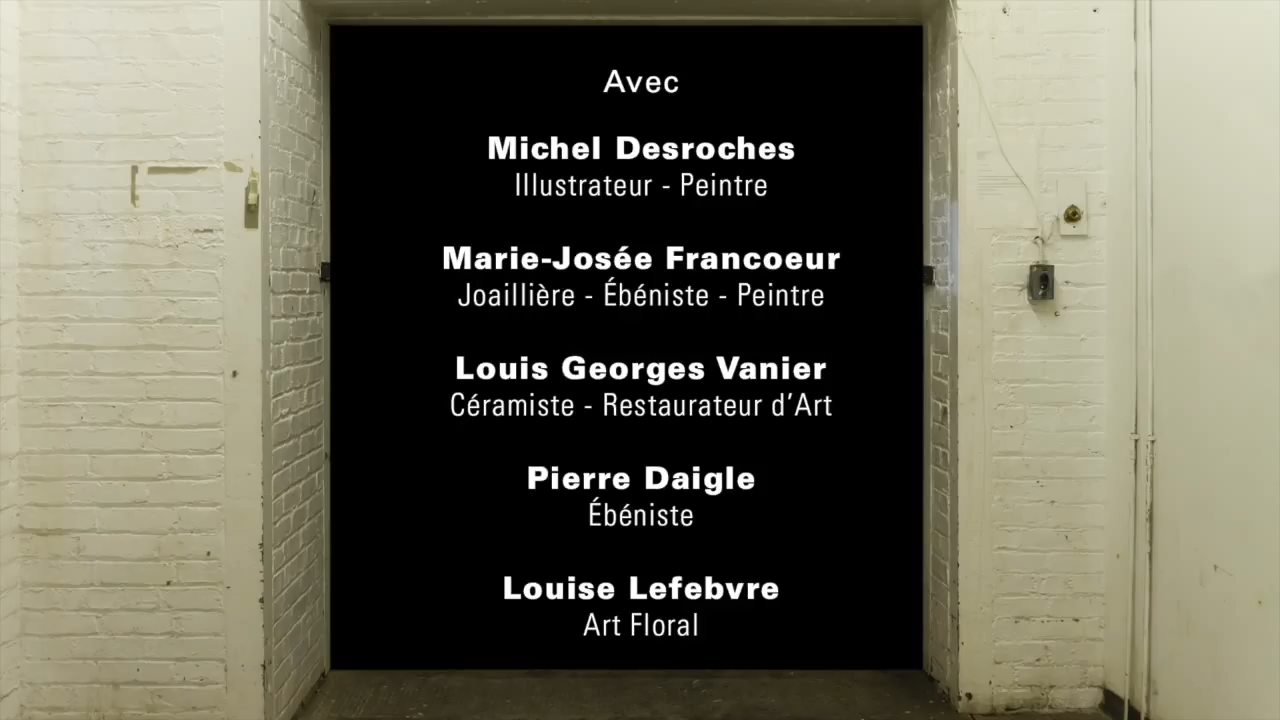 Avec
Michel Desroches
Illustrateur - Peintre
Marie-Josée Francoeur
Joaillière - Ébéniste - Peintre
Louis Georges Vanier
Céramiste - Restaurateur d’Art
Pierre Daigle
Ébéniste
Louise Lefebvre
Art Floral